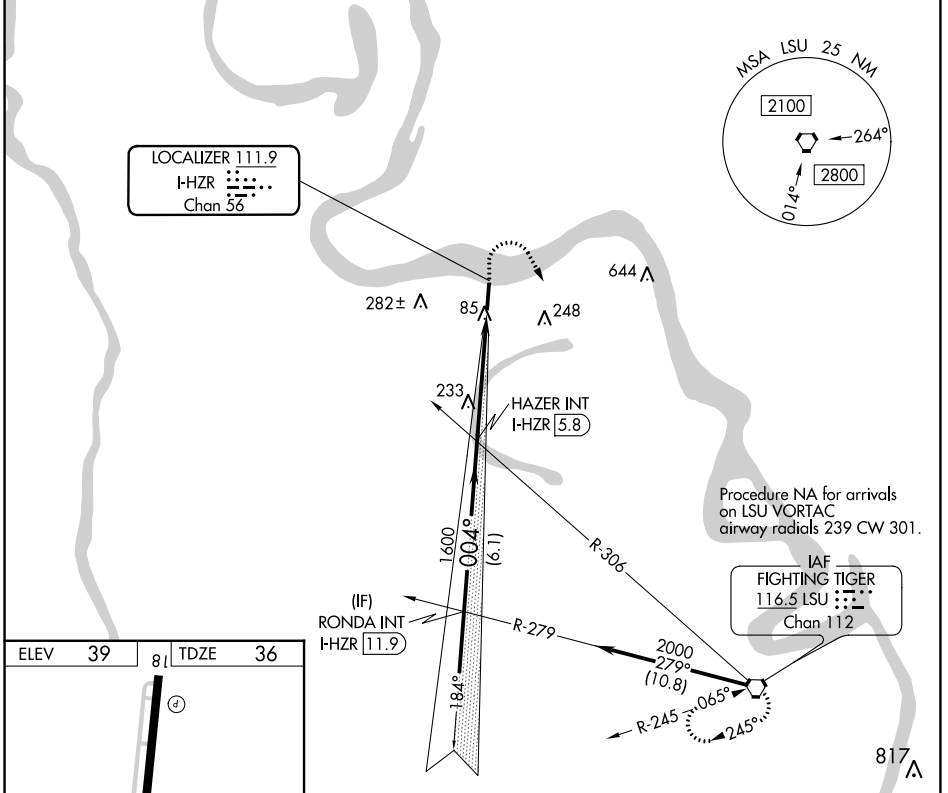 MSA LSU 25 NM
2100
264°
2800
014°
LOCALIZER 111.9
I-HZR
Chan 56
644
282±
85
248
233
HAZER INT
I-HZR 5.8
Procedure NA for arrivals
on LSU VORTAC
airway radials 239 CW 301.
1600
004°
(6.1)
R-306
IAF
FIGHTING TIGER
116.5 LSU
Chan 112
(IF)
RONDA INT
I-HZR 11.9
R-279
2000
279°
(10.8)
184°
R-245
065°
245°
817
ELEV 39
18
TDZE 36
P